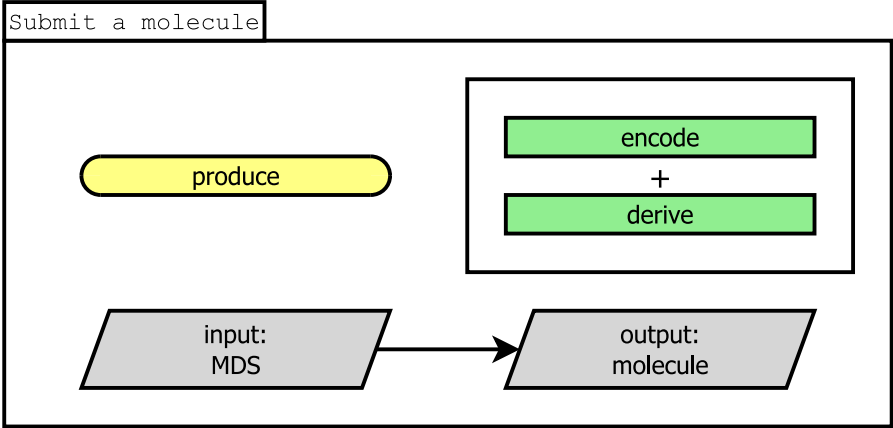 Submit a molecule
produce
encode
+
derive
input:
MDS
output:
molecule